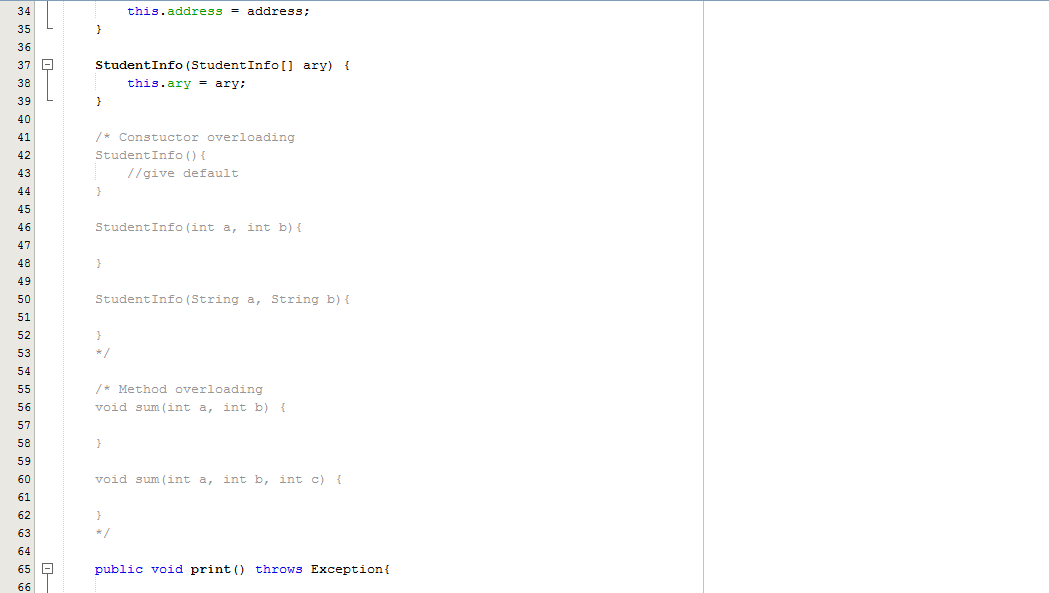 34 this.address = address;
35 }
36
37 StudentInfo(StudentInfo[] ary) {
38 this.ary = ary;
39 }
40
41 /* Constuctor overloading
42 StudentInfo(){
43 //give default
44 }
45
46 StudentInfo(int a, int b){
47
48 }
49
50 StudentInfo(String a, String b){
51
52 }
53 */
54
55 /* Method overloading
56 void sum(int a, int b) {
57
58 }
59
60 void sum(int a, int b, int c) {
61
62 }
63 */
64
65 public void print() throws Exception{
66